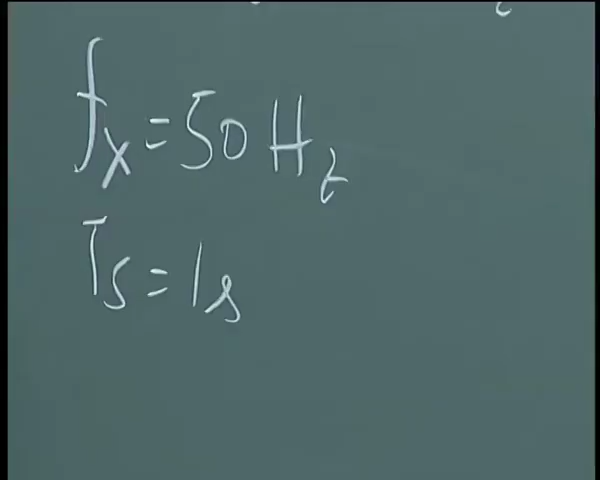 fx = 50 Hz
Ts = 1s